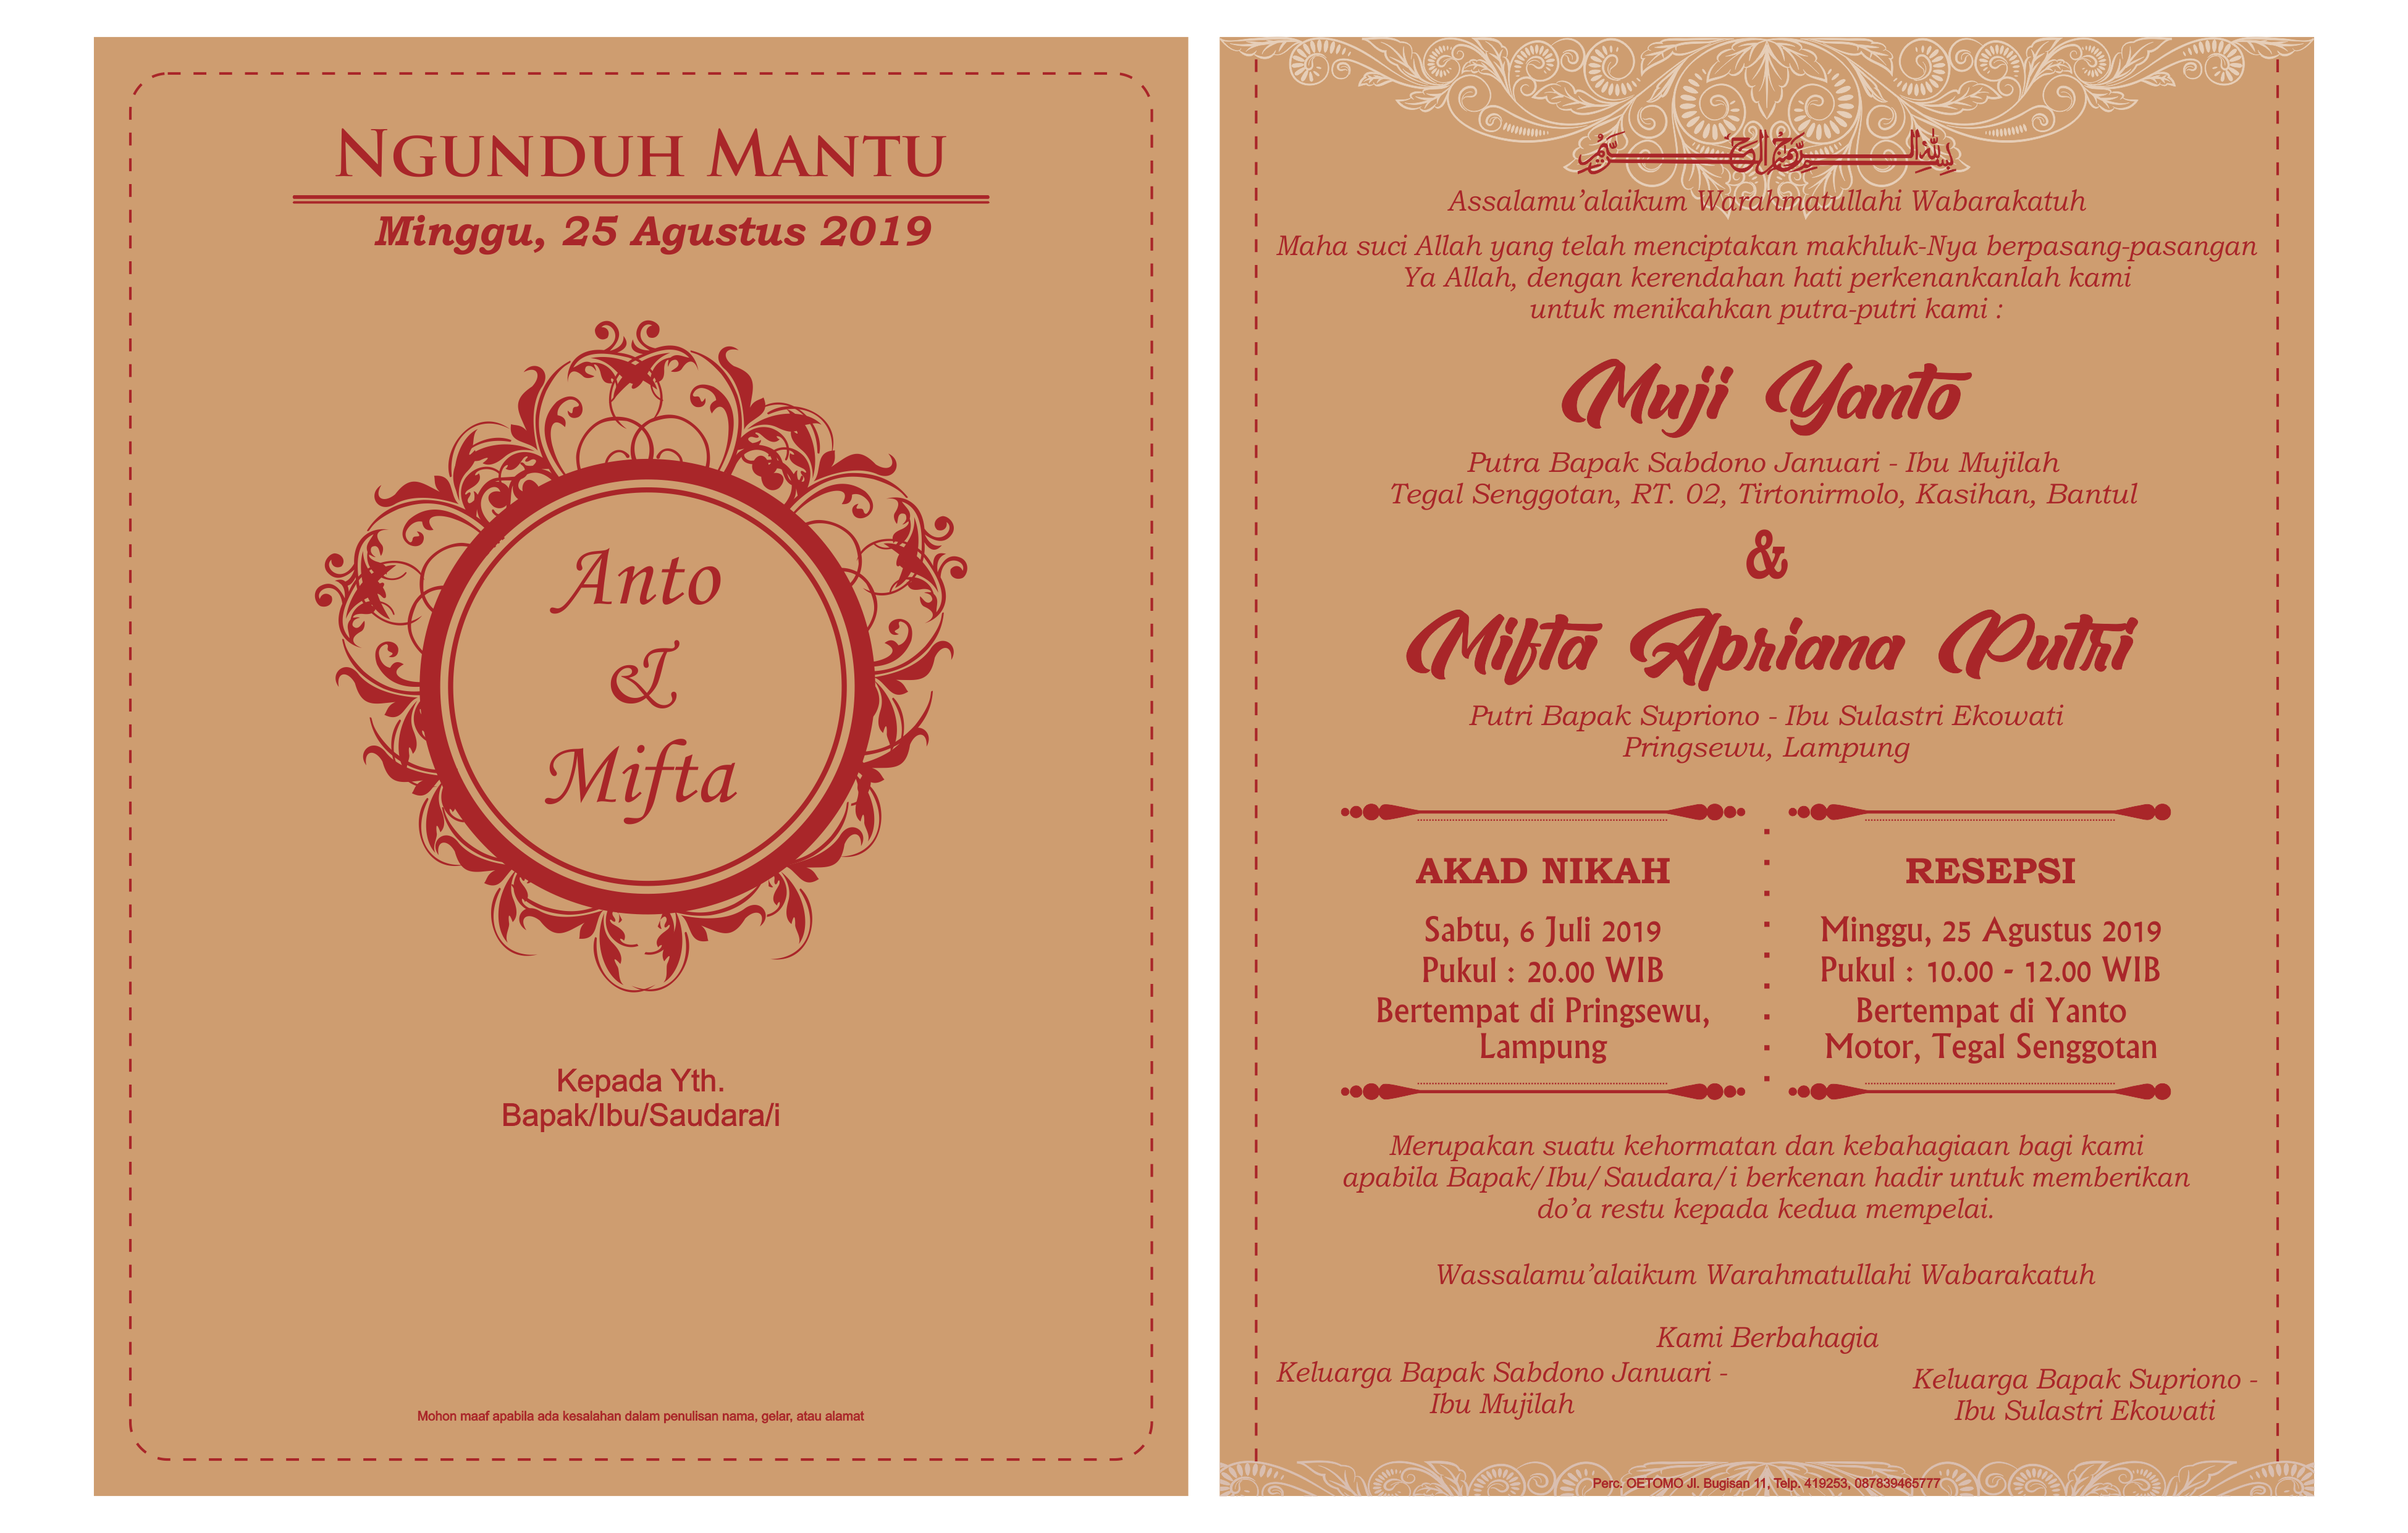 NGUNDUH MANTU
Minggu, 25 Agustus 2019
Anto
&
Mifta
Kepada Yth.
Bapak/Ibu/Saudara/i
Mohon maaf apabila ada kesalahan dalam penulisan nama, gelar, atau alamat
بسم الله الرحمن الرحيم
Assalamu’alaikum Warahmatullahi Wabarakatuh
Maha suci Allah yang telah menciptakan makhluk-Nya berpasang-pasangan
Ya Allah, dengan kerendahan hati perkenankanlah kami
untuk menikahkan putra-putri kami :
Muji Yanto
Putra Bapak Sabdono Januari - Ibu Mujilah
Tegal Senggotan, RT. 02, Tirtonirmolo, Kasihan, Bantul
&
Mifta Apriana Puthi
Putri Bapak Supriono - Ibu Sulastri Ekowati
Pringsewu, Lampung
AKAD NIKAH
Sabtu, 6 Juli 2019
Pukul : 20.00 WIB
Bertempat di Pringsewu,
Lampung
RESEPSI
Minggu, 25 Agustus 2019
Pukul : 10.00 - 12.00 WIB
Bertempat di Yanto
Motor, Tegal Senggotan
Merupakan suatu kehormatan dan kebahagiaan bagi kami
apabila Bapak/Ibu/Saudara/i berkenan hadir untuk memberikan
do’a restu kepada kedua mempelai.
Wassalamu’alaikum Warahmatullahi Wabarakatuh
Kami Berbahagia
Keluarga Bapak Sabdono Januari -
Ibu Mujilah
Keluarga Bapak Supriono -
Ibu Sulastri Ekowati
Perc. OETOMO Jl. Bugisan 11, Telp. 419253, 087839465777